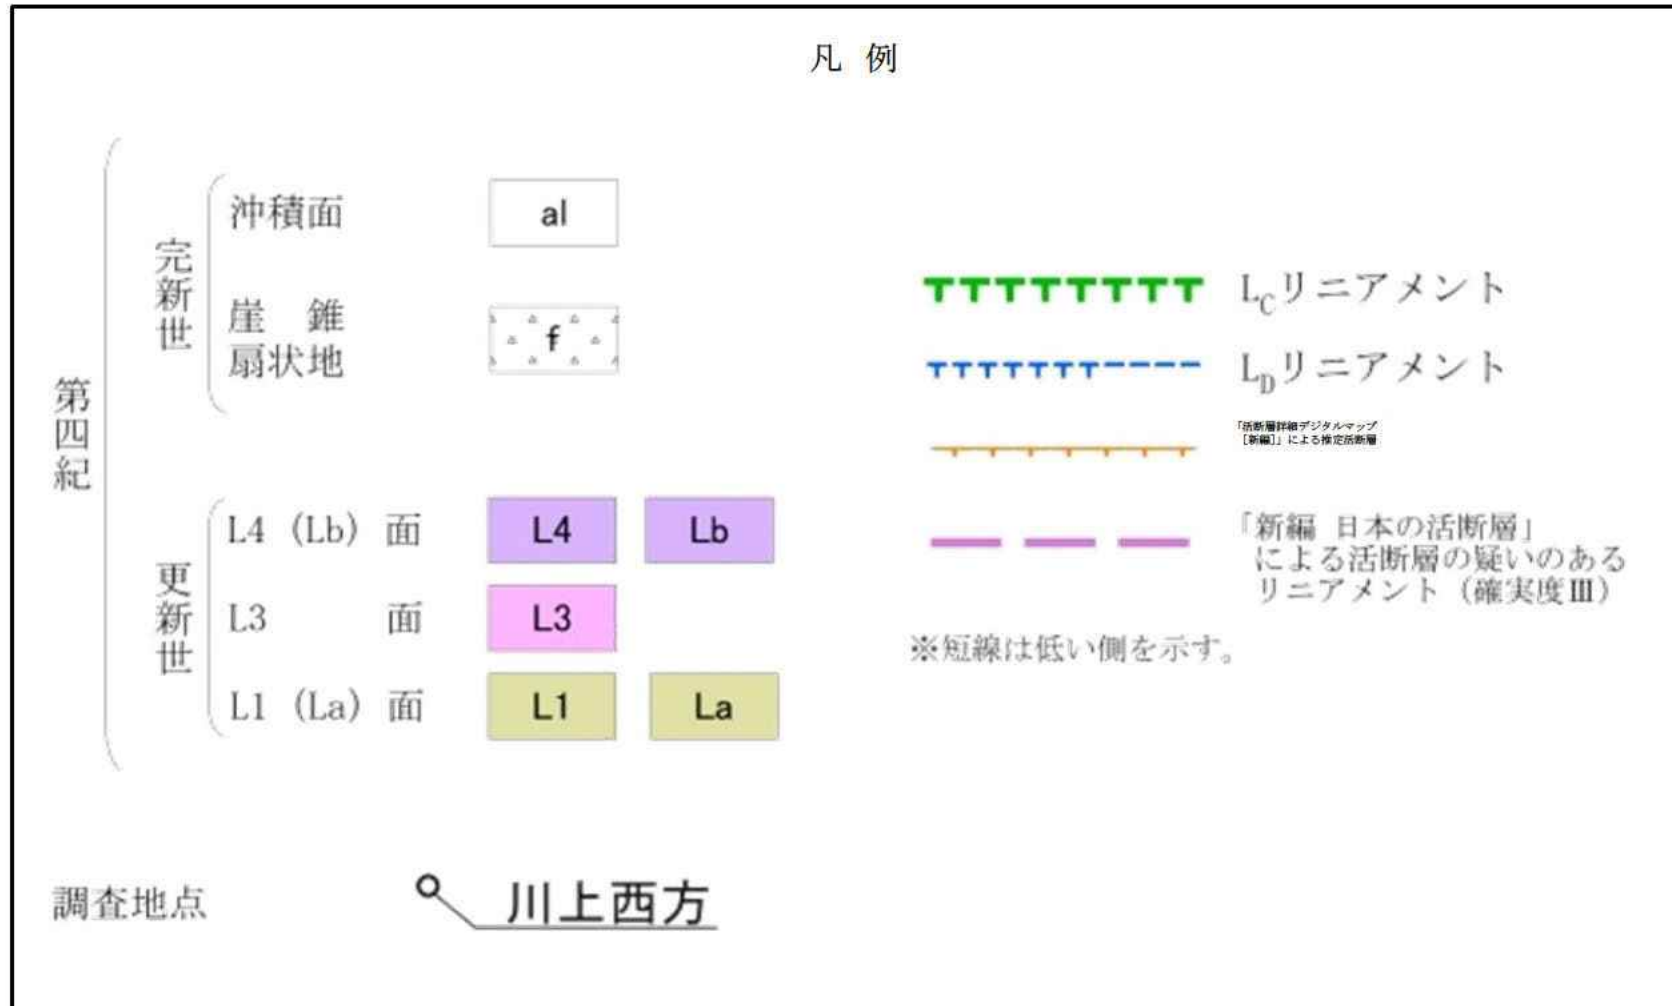 凡 例
第四紀
完新世
沖積面
al
崖 錐
扇状地
f
更新世
L4 (Lb) 面
L4
Lb
L3 面
L3
L1 (La) 面
L1
La
LCリニアメント
LDリニアメント
「活断層詳細デジタルマップ
[新編]」による推定活断層
「新編 日本の活断層」
による活断層の疑いのある
リニアメント (確実度Ⅲ)
※短線は低い側を示す。
調査地点
川上西方